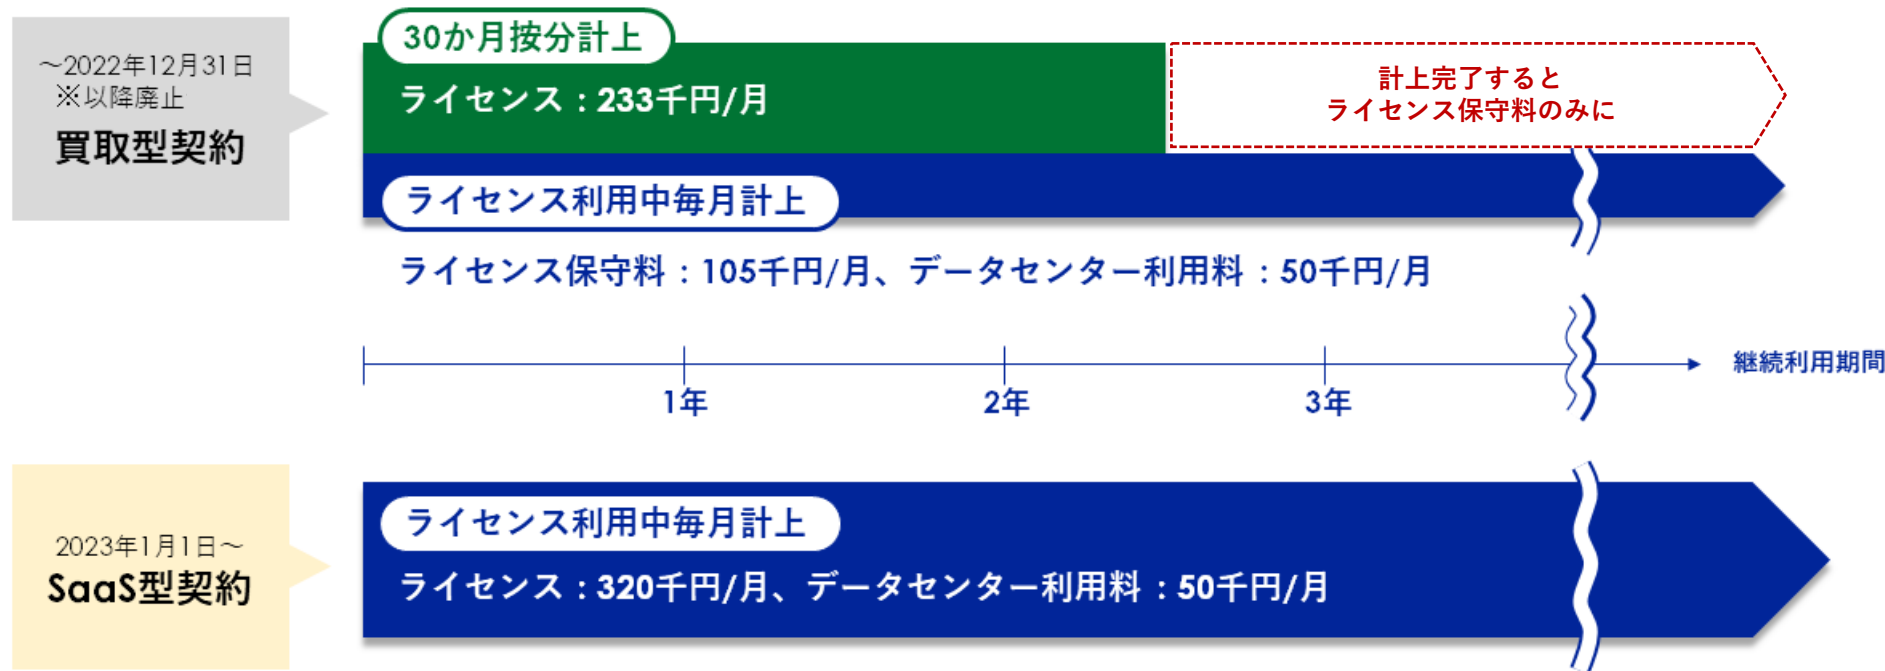 ～2022年12月31日
※以降廃止
買取型契約
30か月按分計上
ライセンス：233千円/月
計上完了すると
ライセンス保守料のみに
ライセンス利用中毎月計上
ライセンス保守料：105千円/月、データセンター利用料：50千円/月
1年
2年
3年
継続利用期間
2023年1月1日～
SaaS型契約
ライセンス利用中毎月計上
ライセンス：320千円/月、データセンター利用料：50千円/月